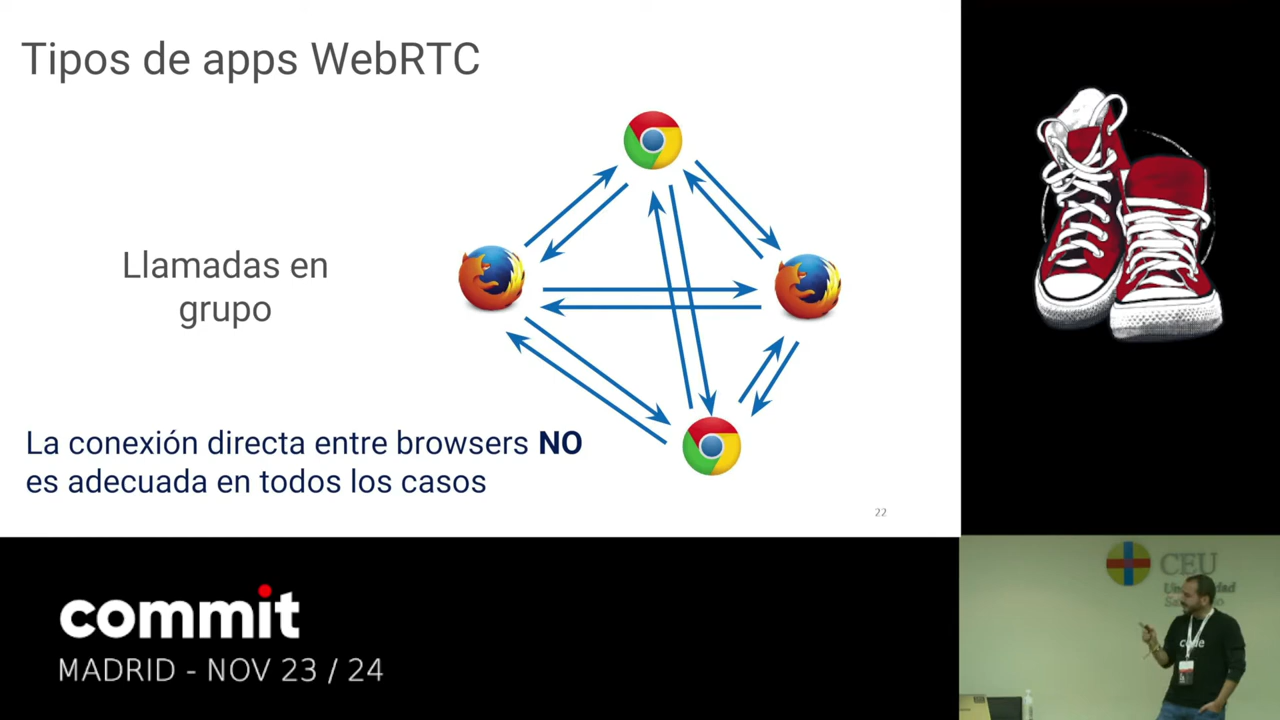 Tipos de apps WebRTC
Llamadas en
grupo
La conexión directa entre browsers NO
es adecuada en todos los casos
22
commit
MADRID - NOV 23 / 24
CEU